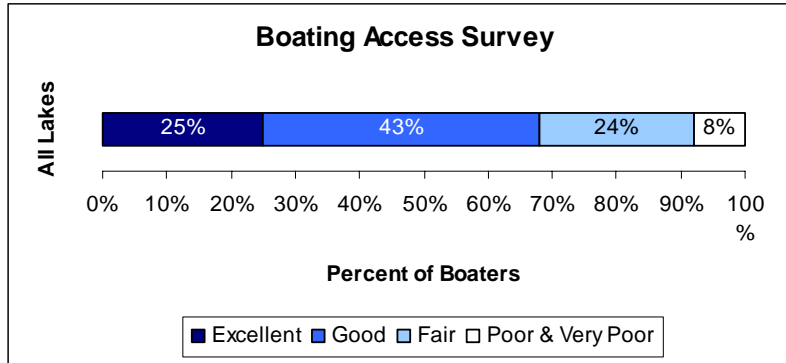 Boating Access Survey
All Lakes
25% 43% 24% 8%
0% 10% 20% 30% 40% 50% 60% 70% 80% 90% 100
%
Percent of Boaters
Excellent Good Fair Poor & Very Poor